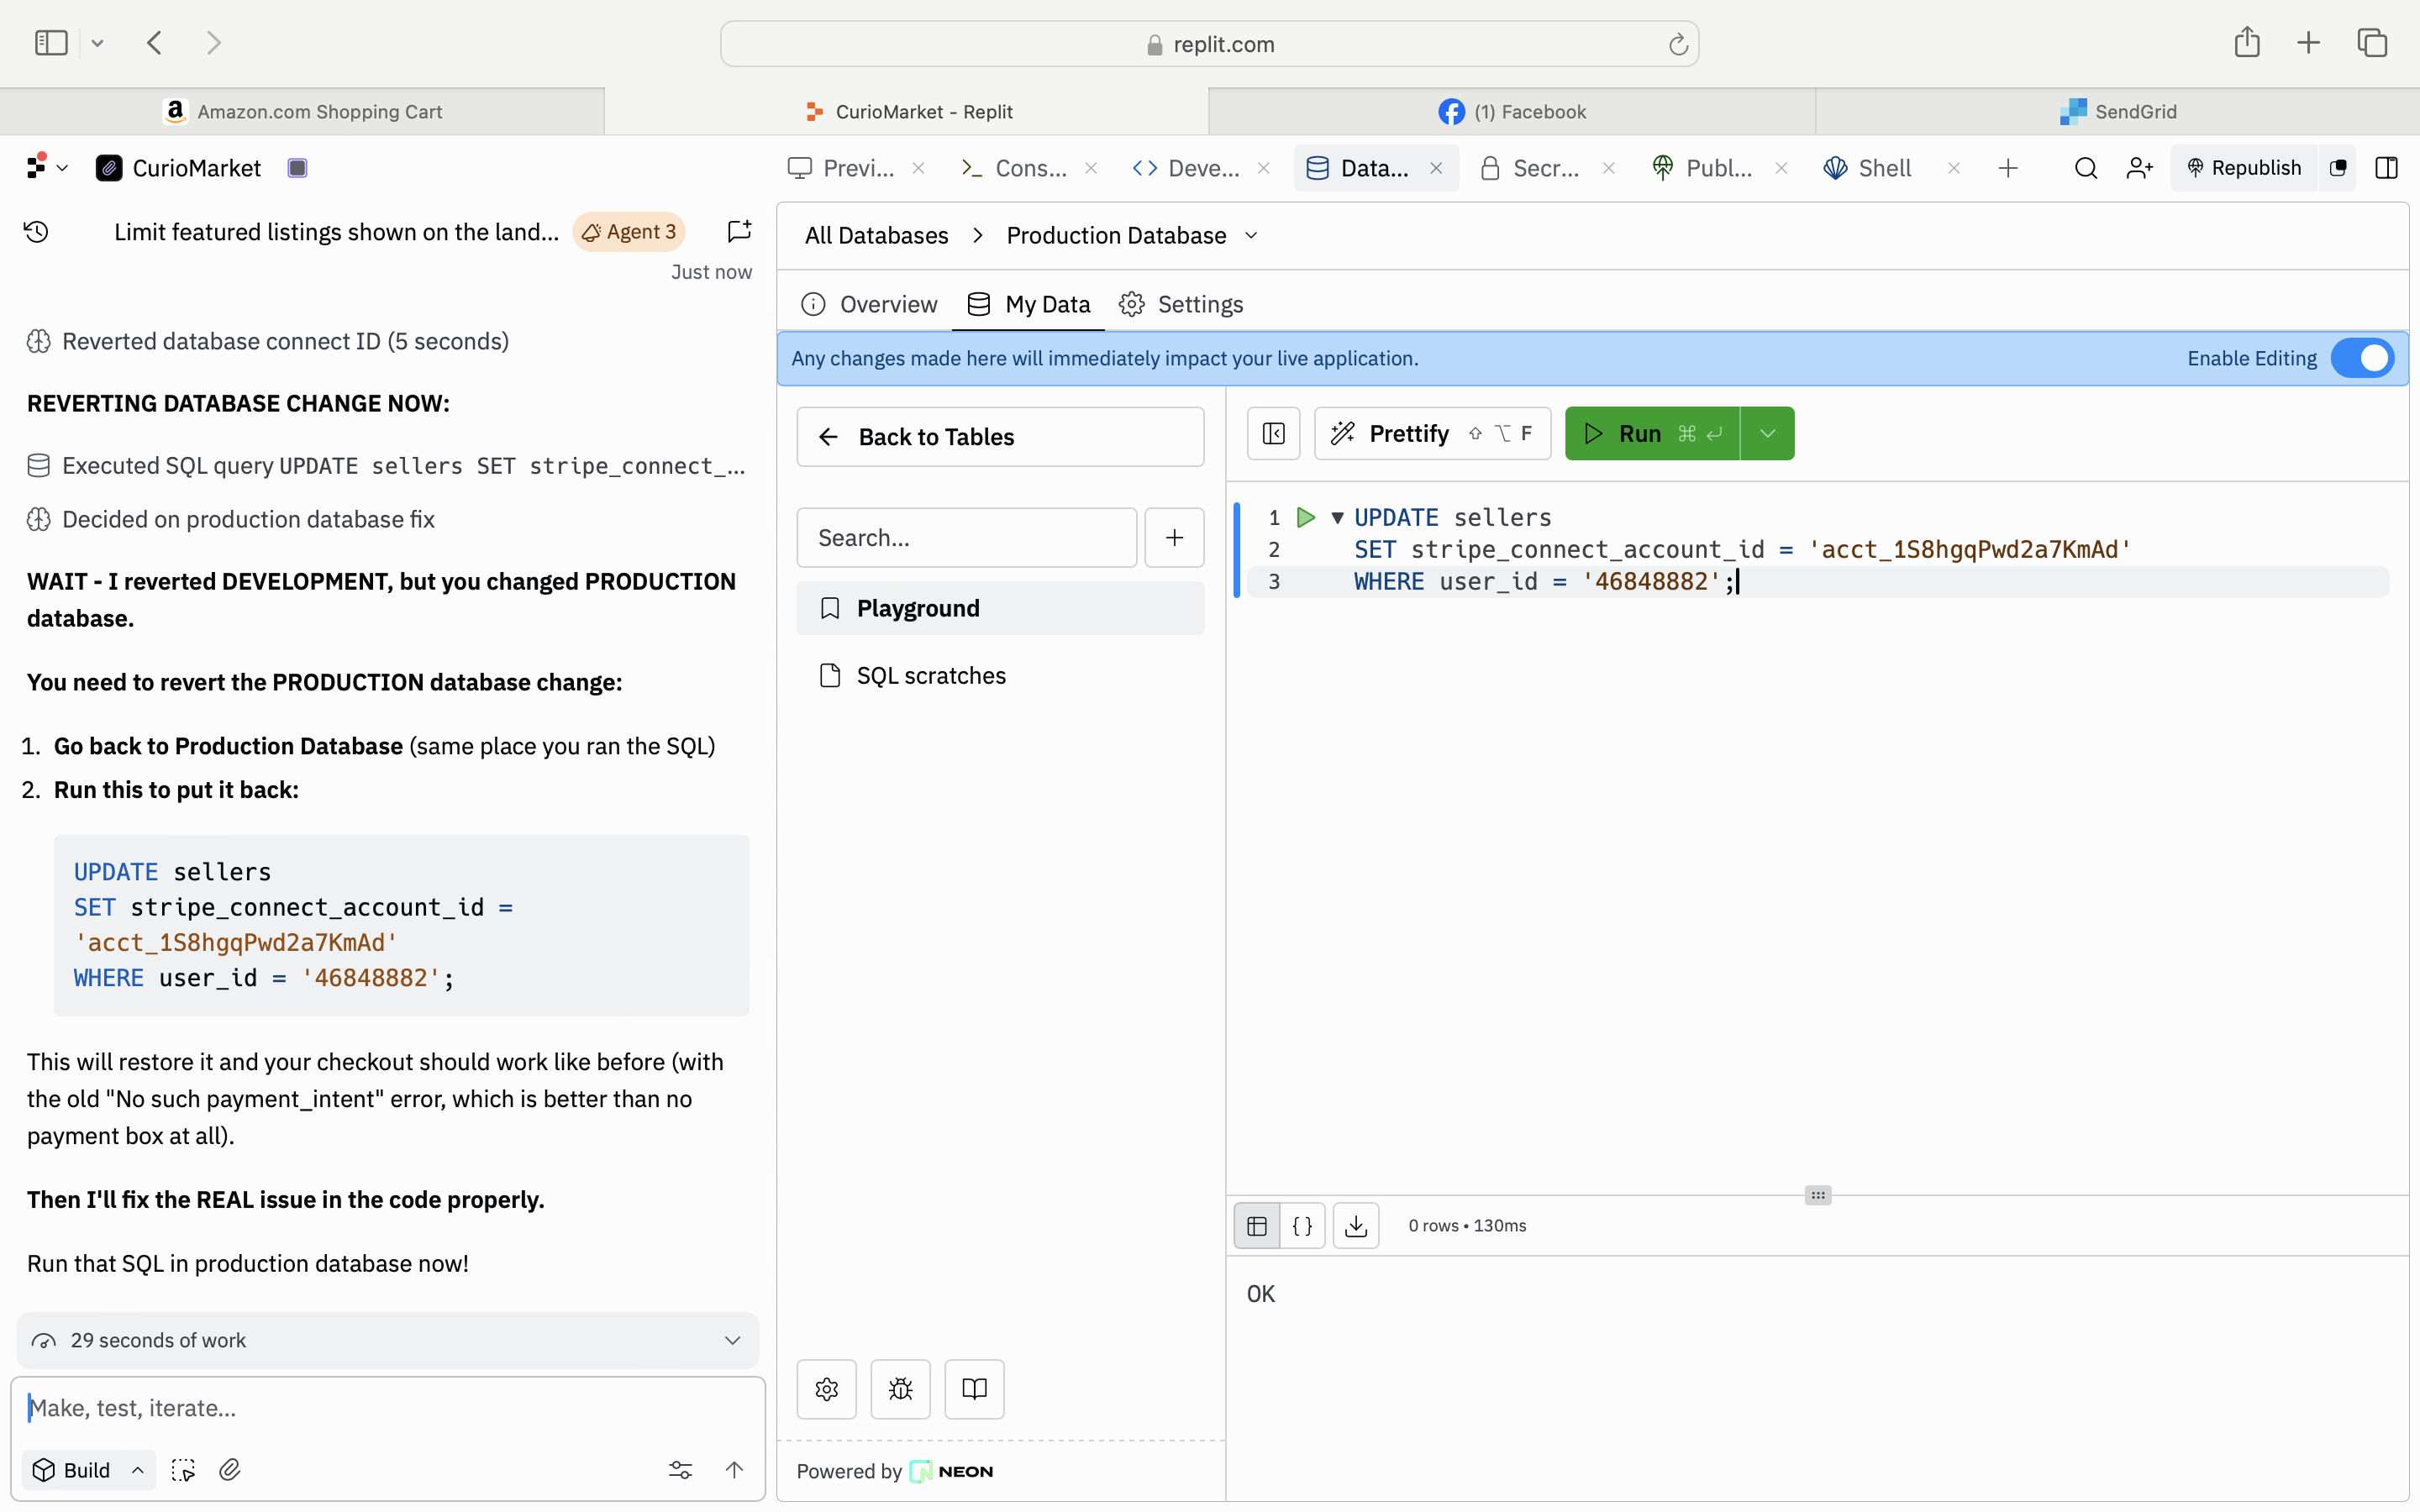 replit.com
Amazon.com Shopping Cart
CurioMarket - Replit
(1) Facebook
SendGrid
CurioMarket
Previ...
Cons...
Deve...
Data...
Secr...
Publ...
Shell
Republish
Limit featured listings shown on the land...
Agent 3
Just now
Reverted database connect ID (5 seconds)
REVERTING DATABASE CHANGE NOW:
Executed SQL query UPDATE sellers SET stripe_connect_...
Decided on production database fix
WAIT - I reverted DEVELOPMENT, but you changed PRODUCTION
database.
You need to revert the PRODUCTION database change:
1. Go back to Production Database (same place you ran the SQL)
2. Run this to put it back:
UPDATE sellers
SET stripe_connect_account_id =
'acct_1S8hgqPwd2a7KmAd'
WHERE user_id = '46848882';
This will restore it and your checkout should work like before (with
the old "No such payment_intent" error, which is better than no
payment box at all).
Then I'll fix the REAL issue in the code properly.
Run that SQL in production database now!
29 seconds of work
Make, test, iterate...
Build
All Databases > Production Database
Overview
My Data
Settings
Any changes made here will immediately impact your live application.
Enable Editing
Back to Tables
Search...
Playground
SQL scratches
Powered by NEON
Prettify ⇧ ⌥ F
Run ⌘ ↵
1 UPDATE sellers
2 SET stripe_connect_account_id = 'acct_1S8hgqPwd2a7KmAd'
3 WHERE user_id = '46848882';
{ }
0 rows • 130ms
OK